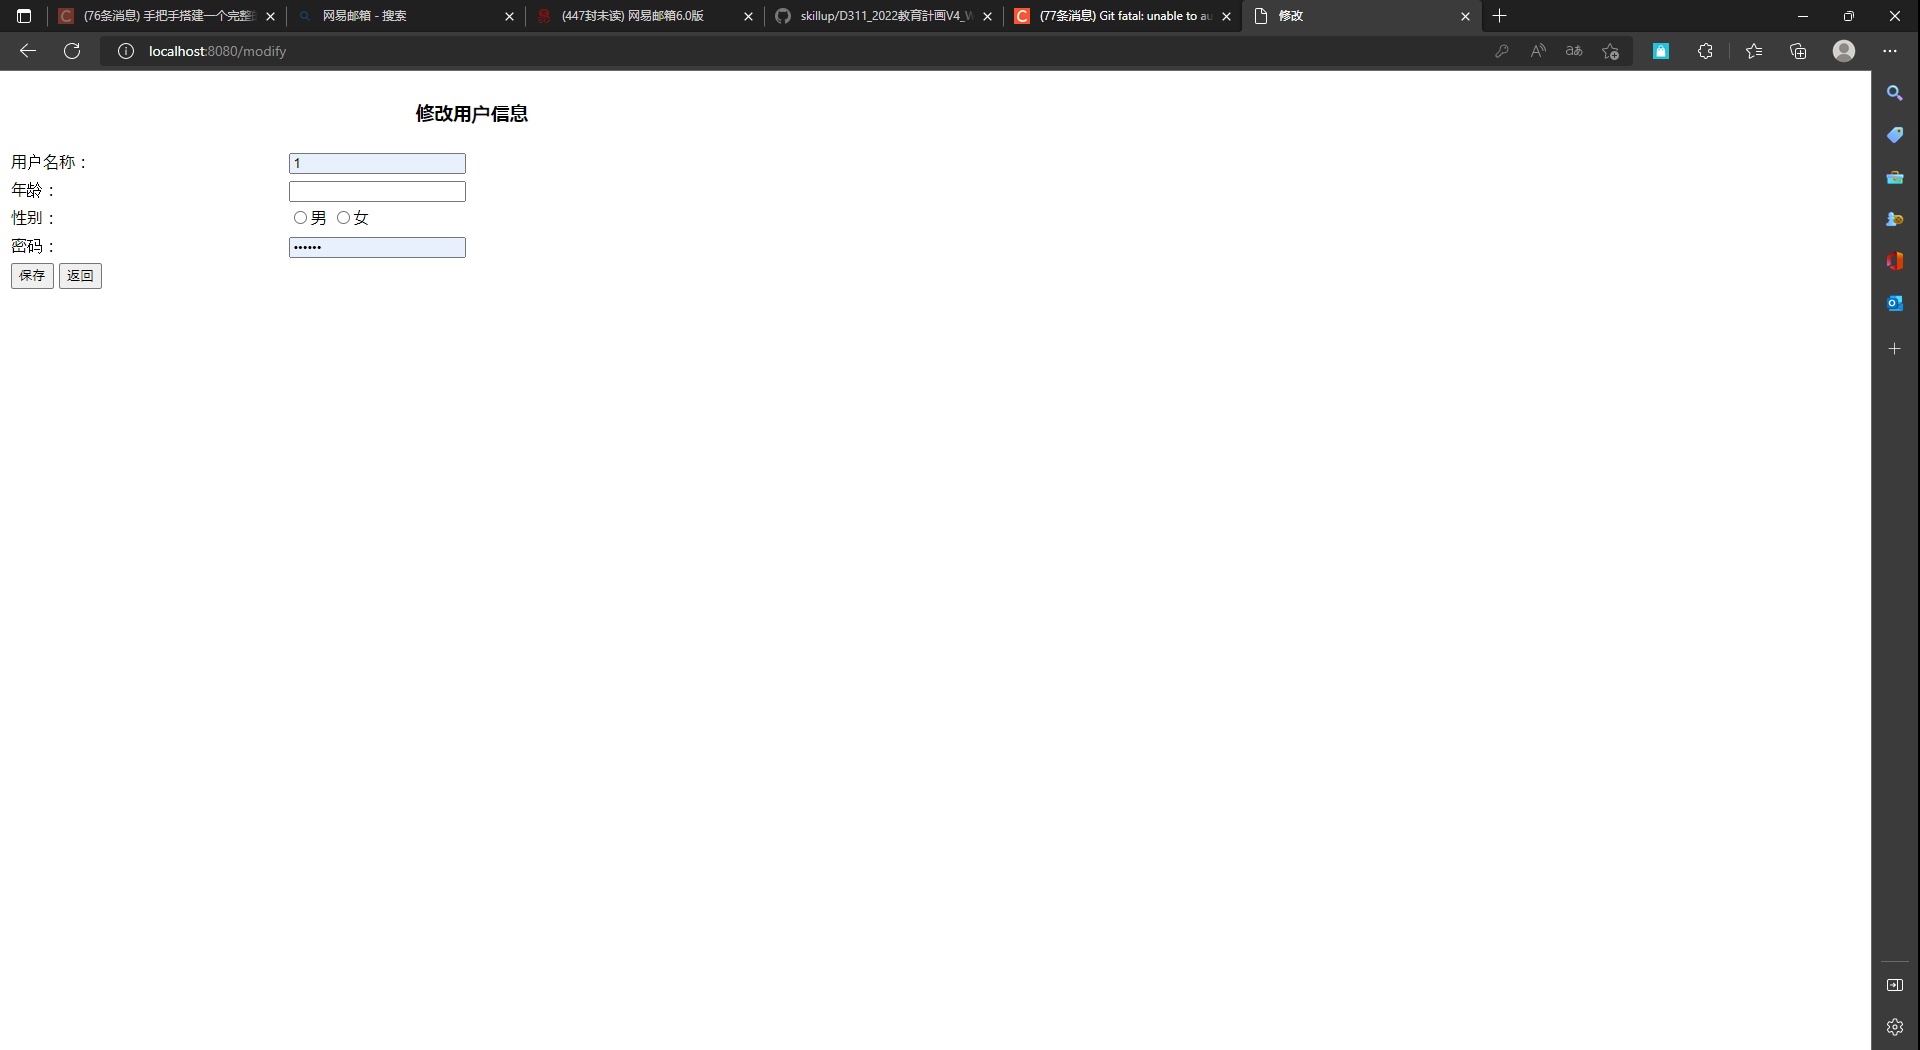 (76条消息) 手把手搭建一个完整
网易邮箱 - 搜索
(447封未读) 网易邮箱6.0版
skillup/D311_2022教育計画V4_W
(77条消息) Git fatal: unable to au
修改
localhost:8080/modify
修改用户信息
用户名称：
1
年龄：
性别：
男 女
密码：
••••••
保存 返回